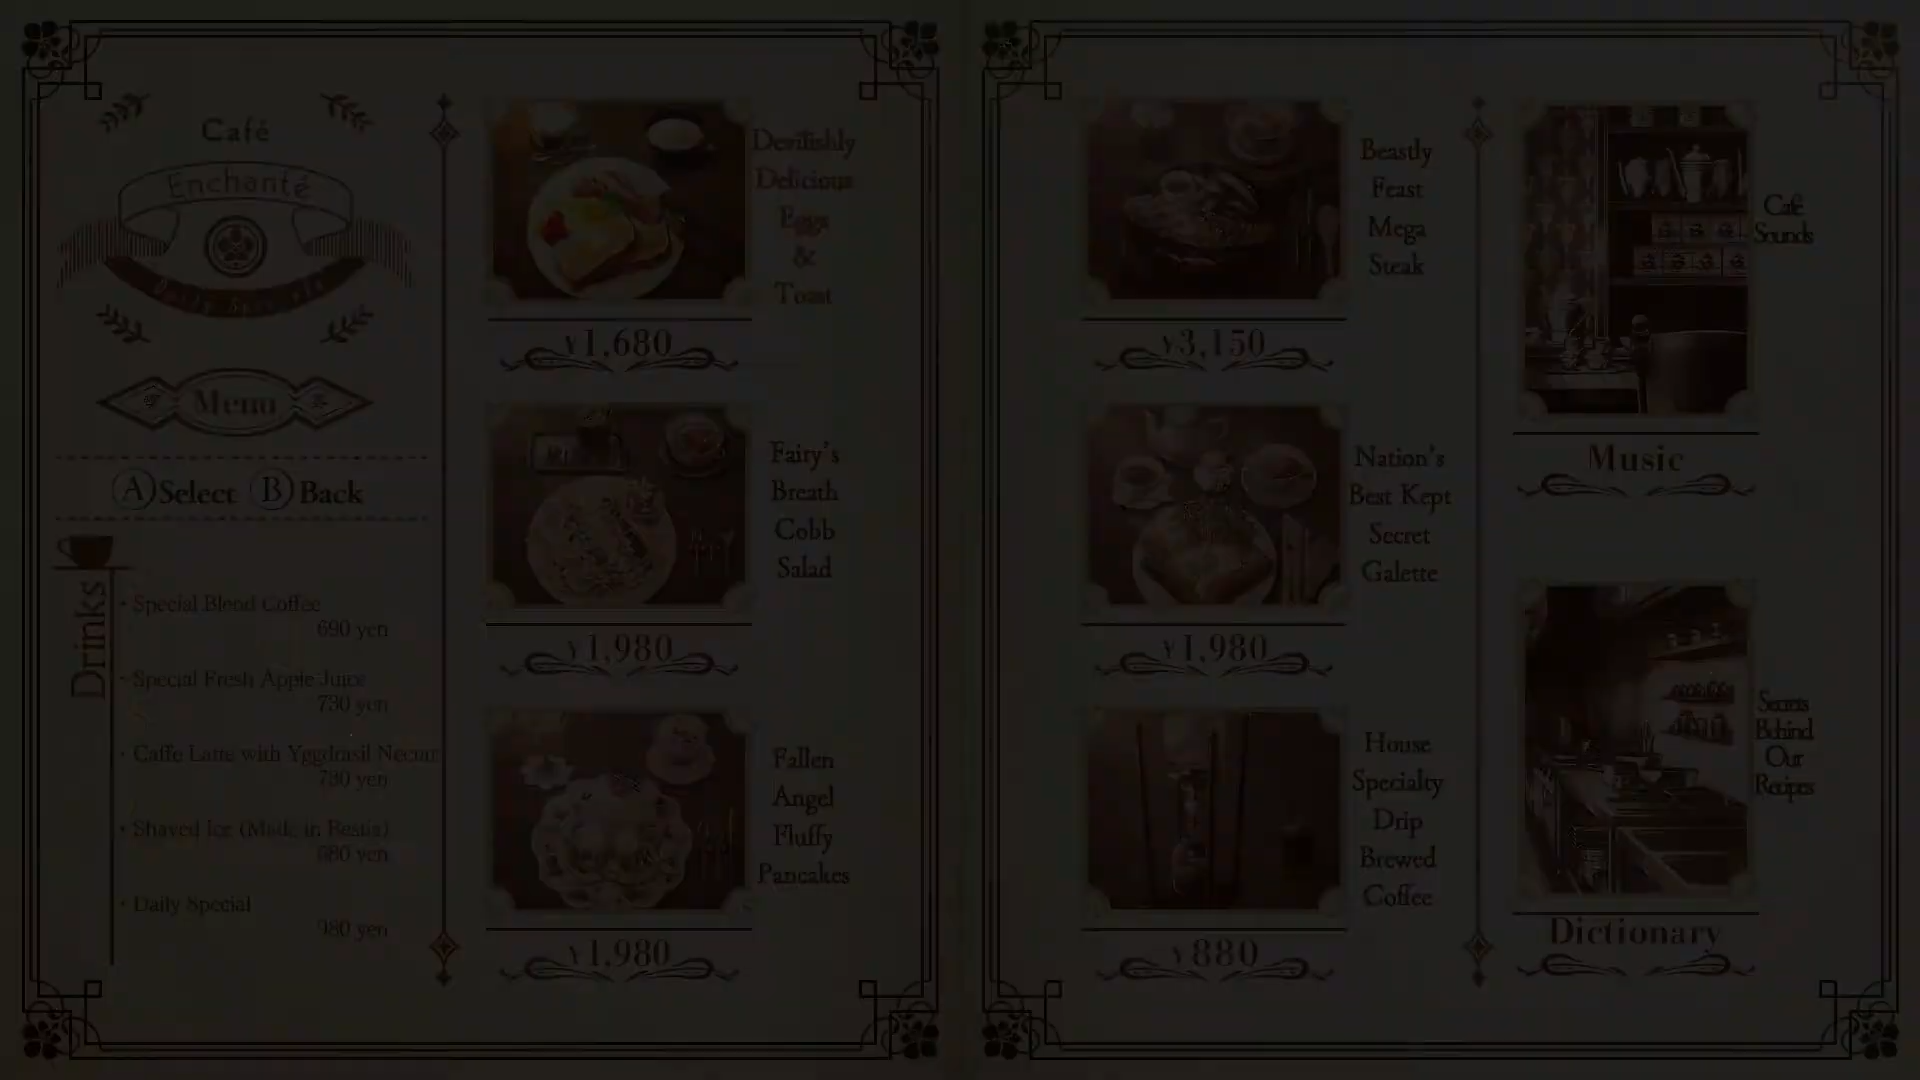 Café
Enchanté
Menu
A Select B Back
Drinks
· Special Blend Coffee
690 yen
· Special Fresh Apple Juice
730 yen
· Caffe Latte with Yggdrasil Nectar
780 yen
· Shaved Ice (Made in Bestia)
680 yen
· Daily Special
980 yen
Devilishly
Delicious
Eggs
&
Toast
¥1,680
Fairy's
Breath
Cobb
Salad
¥1,980
Fallen
Angel
Fluffy
Pancakes
¥1,980
Beastly
Feast
Mega
Steak
¥3,150
Nation's
Best Kept
Secret
Galette
¥1,980
House
Specialty
Drip
Brewed
Coffee
¥880
Café
Sounds
Music
Secrets
Behind
Our
Recipes
Dictionary